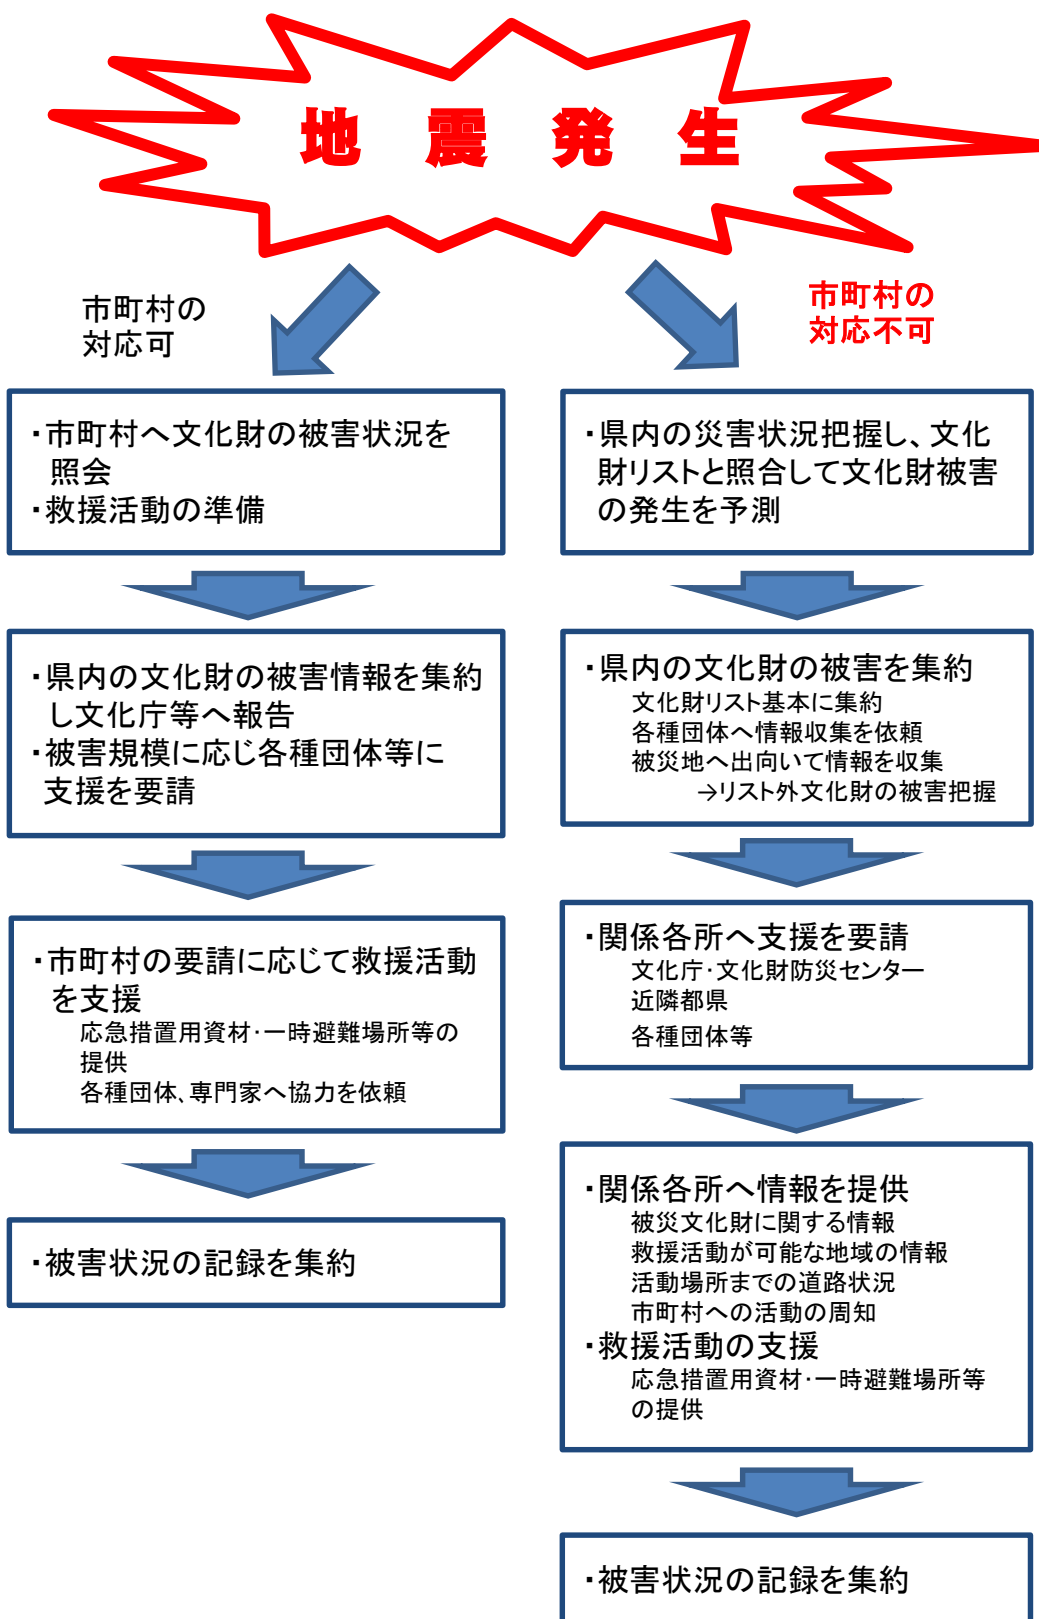 地震発生
市町村の
対応可
・市町村へ文化財の被害状況を
照会
・救援活動の準備
・県内の文化財の被害情報を集約
し文化庁等へ報告
・被害規模に応じ各種団体等に
支援を要請
・市町村の要請に応じて救援活動
を支援
応急措置用資材・一時避難場所等の
提供
各種団体、専門家へ協力を依頼
・被害状況の記録を集約
市町村の
対応不可
・県内の災害状況把握し、文化
財リストと照合して文化財被害
の発生を予測
・県内の文化財の被害を集約
文化財リスト基本に集約
各種団体へ情報収集を依頼
被災地へ出向いて情報を収集
→リスト外文化財の被害把握
・関係各所へ支援を要請
文化庁・文化財防災センター
近隣都県
各種団体等
・関係各所へ情報を提供
被災文化財に関する情報
救援活動が可能な地域の情報
活動場所までの道路状況
市町村への活動の周知
・救援活動の支援
応急措置用資材・一時避難場所等
の提供
・被害状況の記録を集約